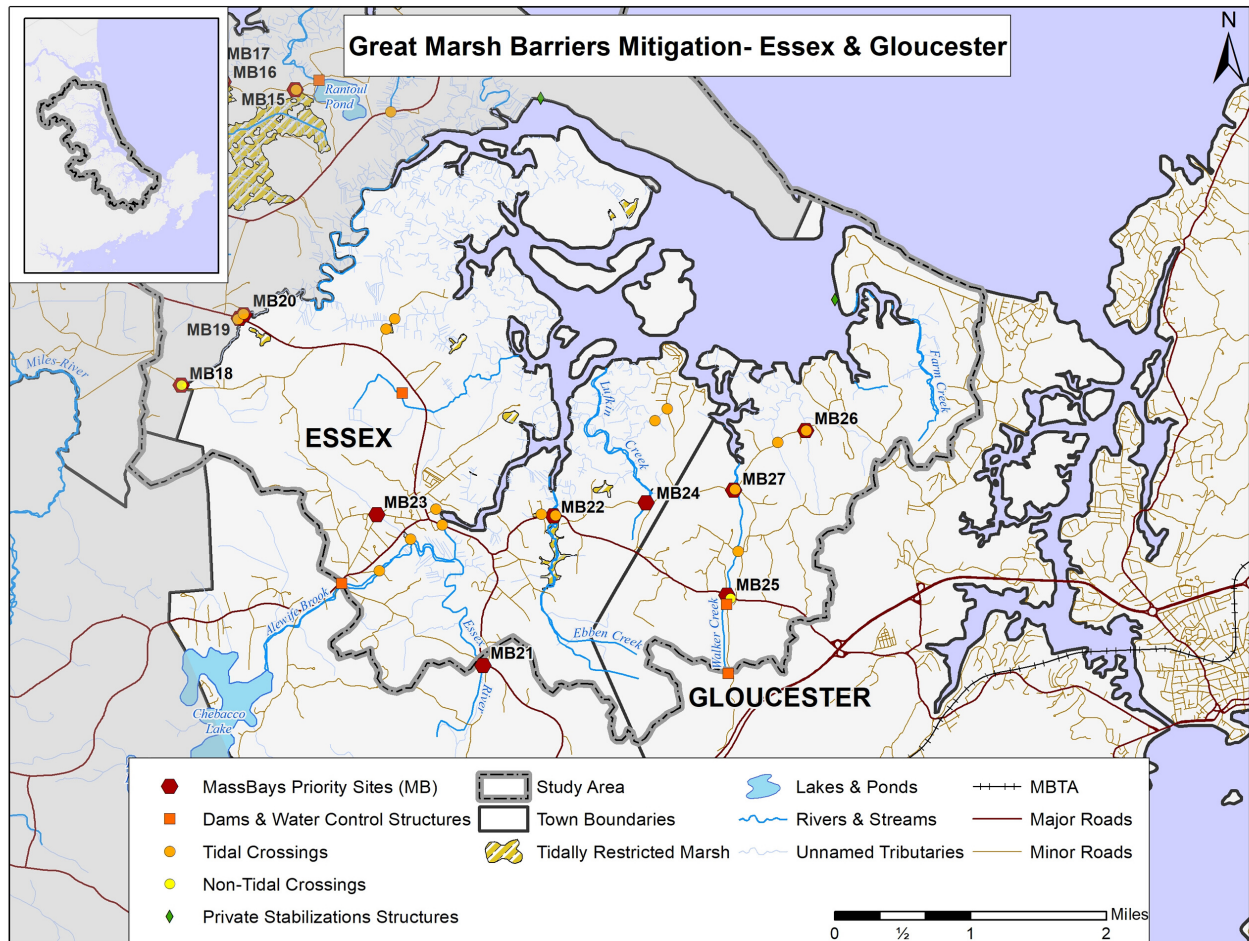 Great Marsh Barriers Mitigation- Essex & Gloucester
N
MB17
MB16
MB15
Rantoul
Pond
MB20
MB19
MB18
Miles-River
Farm Creek
Lufkin
Creek
ESSEX
MB26
MB27
MB24
MB23
MB22
MB25
Alewife Brook
Essex
River
Ebben Creek
Walker Creek
MB21
GLOUCESTER
Chebacco
Lake
MassBays Priority Sites (MB)
Dams & Water Control Structures
Tidal Crossings
Non-Tidal Crossings
Private Stabilizations Structures
Study Area
Town Boundaries
Tidally Restricted Marsh
Lakes & Ponds
Rivers & Streams
Unnamed Tributaries
MBTA
Major Roads
Minor Roads
Miles
0 ½ 1 2